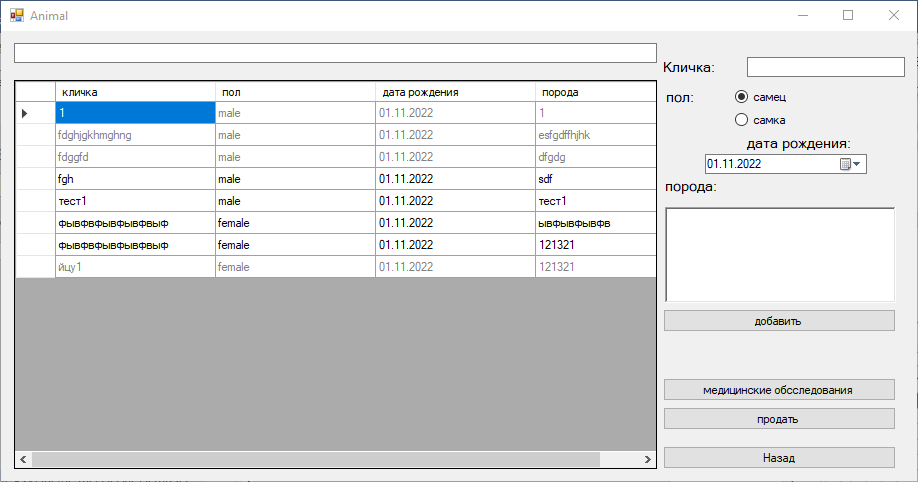 Animal
кличка пол дата рождения порода
1 male 01.11.2022 1
fdghjgkhmghng male 01.11.2022 esfgdffhjhk
fdggfd male 01.11.2022 dfgdg
fgh male 01.11.2022 sdf
тест1 male 01.11.2022 тест1
фывфвфывфывфвыф female 01.11.2022 ывфывфывфв
фывфвфывфывфвыф female 01.11.2022 121321
йцу1 female 01.11.2022 121321
Кличка:
пол: самец
самка
дата рождения:
01.11.2022
порода:
добавить
медицинские обсследования
продать
Назад